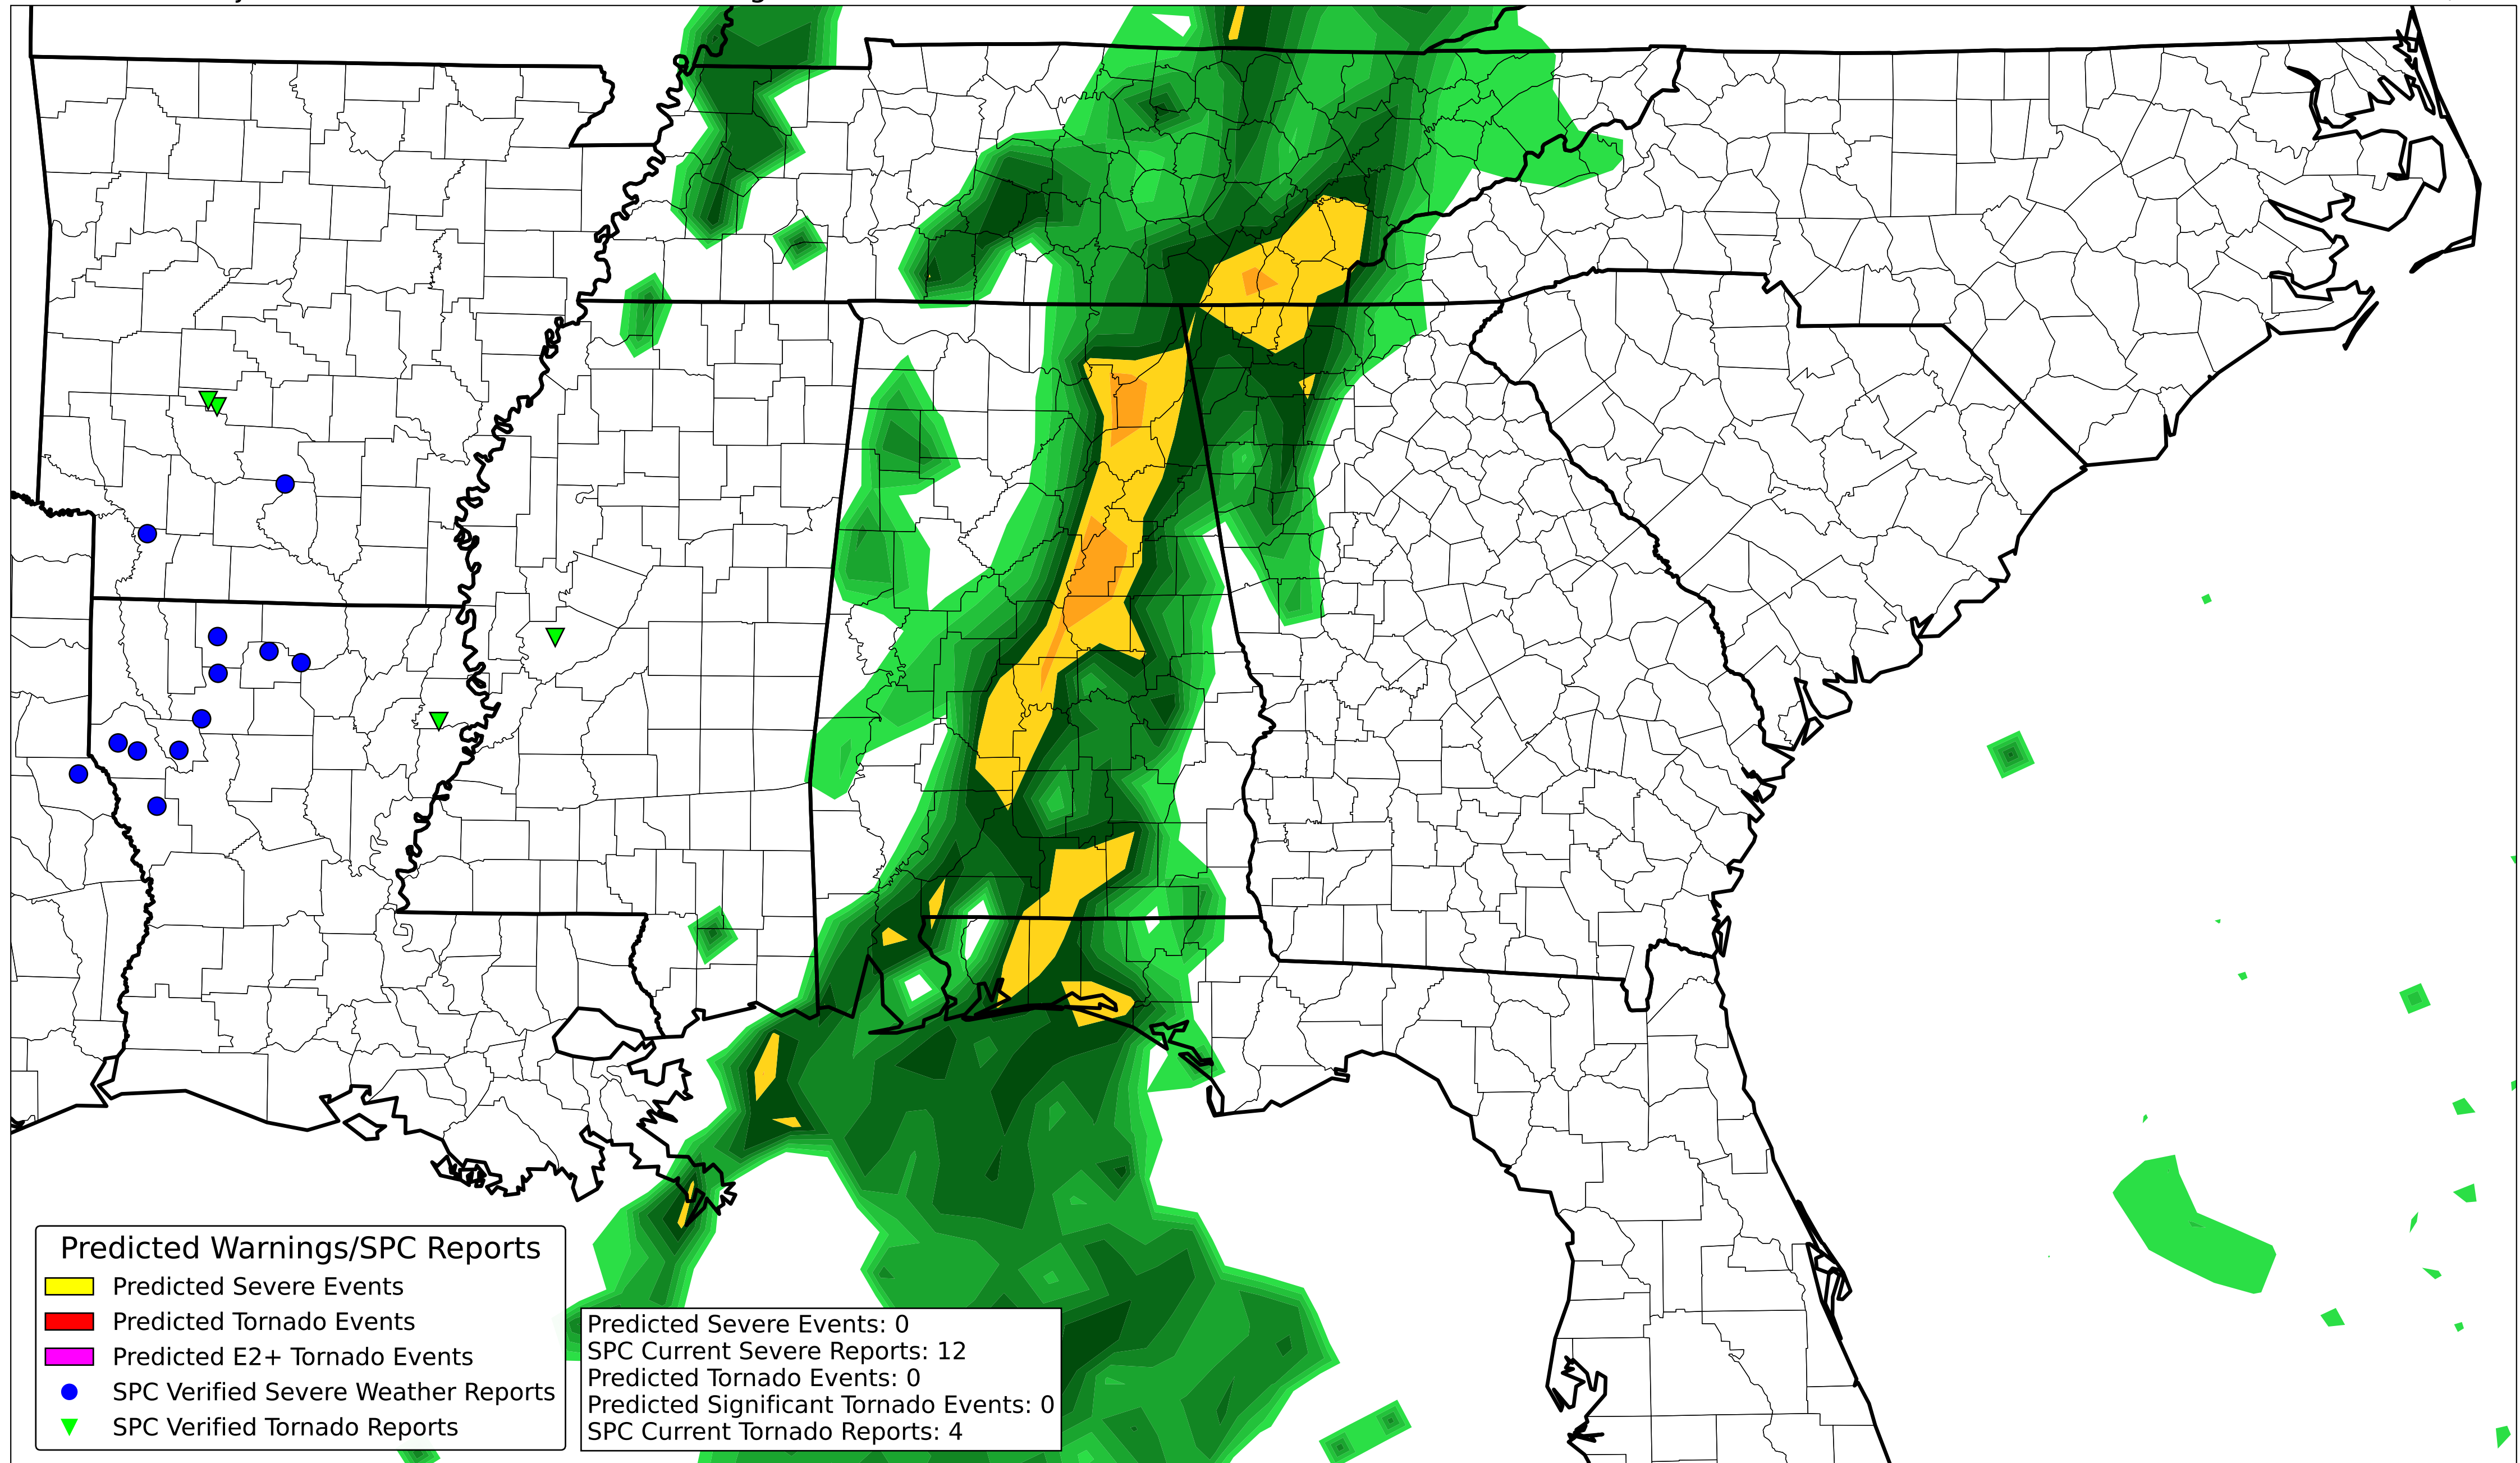 Predicted Warnings/SPC Reports
Predicted Severe Events
Predicted Tornado Events
Predicted E2+ Tornado Events
SPC Verified Severe Weather Reports
SPC Verified Tornado Reports
Predicted Severe Events: 0
SPC Current Severe Reports: 12
Predicted Tornado Events: 0
Predicted Significant Tornado Events: 0
SPC Current Tornado Reports: 4